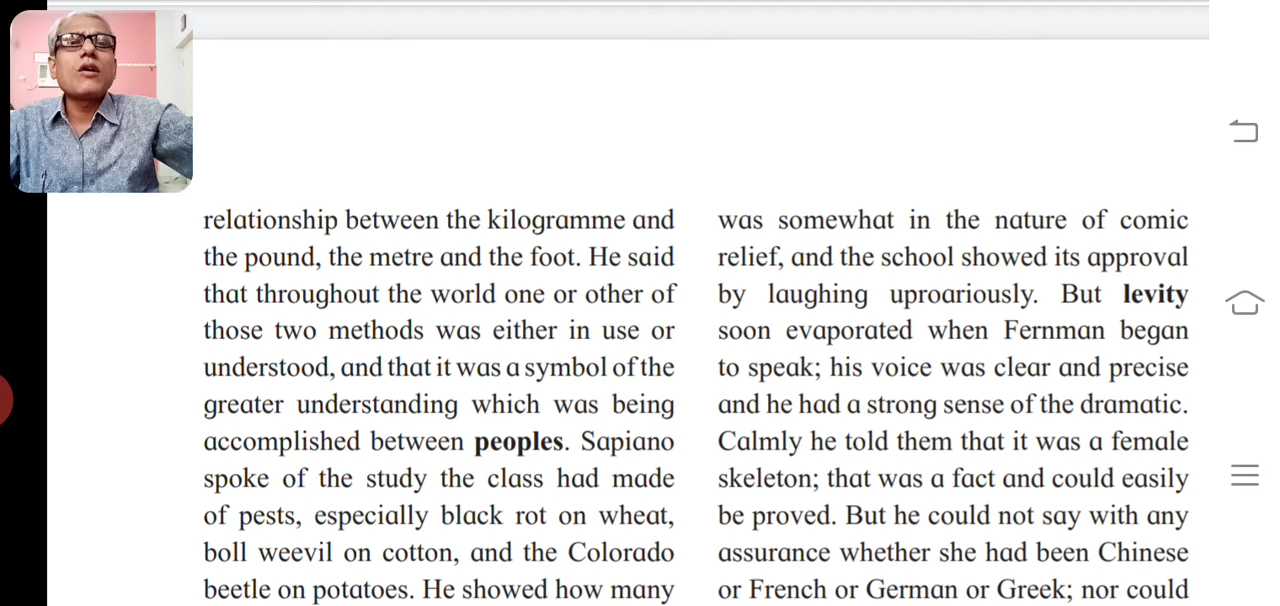 relationship between the kilogramme and
the pound, the metre and the foot. He said
that throughout the world one or other of
those two methods was either in use or
understood, and that it was a symbol of the
greater understanding which was being
accomplished between peoples. Sapiano
spoke of the study the class had made
of pests, especially black rot on wheat,
boll weevil on cotton, and the Colorado
beetle on potatoes. He showed how many
was somewhat in the nature of comic
relief, and the school showed its approval
by laughing uproariously. But levity
soon evaporated when Fernman began
to speak; his voice was clear and precise
and he had a strong sense of the dramatic.
Calmly he told them that it was a female
skeleton; that was a fact and could easily
be proved. But he could not say with any
assurance whether she had been Chinese
or French or German or Greek; nor could